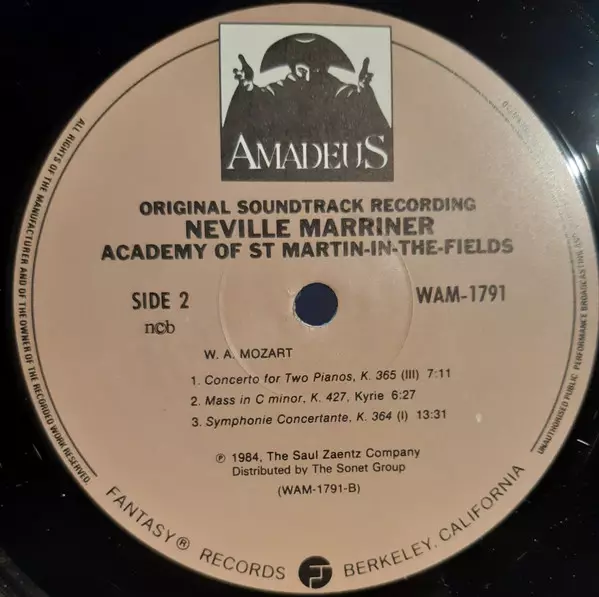 AMADEUS
ORIGINAL SOUNDTRACK RECORDING
NEVILLE MARRINER
ACADEMY OF ST MARTIN-IN-THE-FIELDS
SIDE 2
WAM-1791
ncb
W. A. MOZART
1. Concerto for Two Pianos, K. 365 (III) 7:11
2. Mass in C minor, K. 427, Kyrie 6:27
3. Symphonie Concertante, K. 364 (I) 13:31
℗ 1984, The Saul Zaentz Company
Distributed by The Sonet Group
(WAM-1791-B)
ALL RIGHTS OF THE MANUFACTURER AND OF THE OWNER OF THE RECORDED WORK RESERVED.
UNAUTHORISED PUBLIC PERFORMANCE BROADCASTING AND
FANTASY® RECORDS BERKELEY, CALIFORNIA